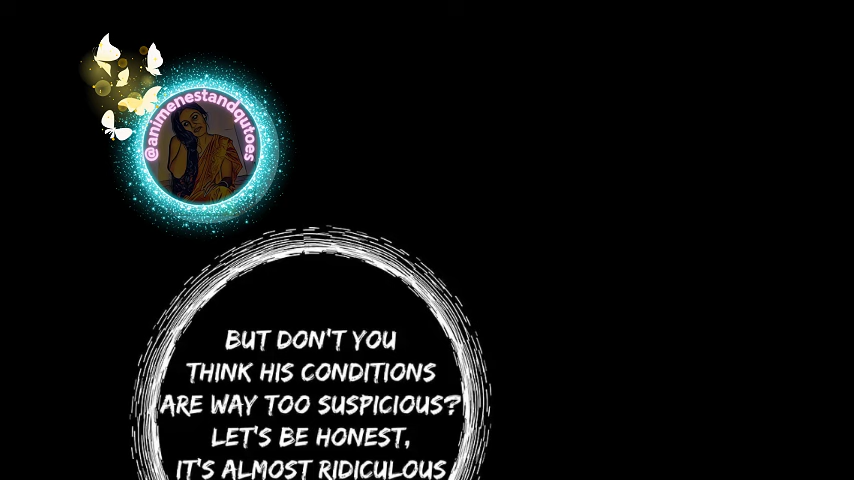 @animenestandqutoes
BUT DON'T YOU
THINK HIS CONDITIONS
ARE WAY TOO SUSPICIOUS?
LET'S BE HONEST,
IT'S ALMOST RIDICULOUS